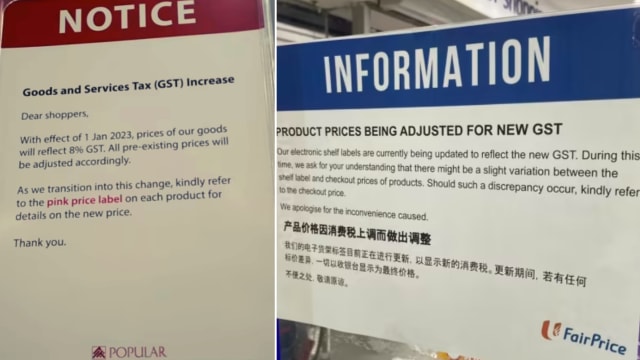 NOTICE
Goods and Services Tax (GST) Increase
Dear shoppers,
With effect of 1 Jan 2023, prices of our goods
will reflect 8% GST. All pre-existing prices will
be adjusted accordingly.
As we transition into this change, kindly refer
to the pink price label on each product for
details on the new price.
Thank you.
POPULAR
INFORMATION
PRODUCT PRICES BEING ADJUSTED FOR NEW GST
Our electronic shelf labels are currently being updated to reflect the new GST. During this
time, we ask for your understanding that there might be a slight variation between the
shelf label and checkout prices of products. Should such a discrepancy occur, kindly refer
to the checkout price.
We apologise for the inconvenience caused.
产品价格因消费税上调而做出调整
我们的电子货架标签目前正在进行更新，以显示新的消费税。更新期间，若有任何
标价差异，一切以收银台显示为最终价格。
不便之处，敬请原谅。
FairPrice